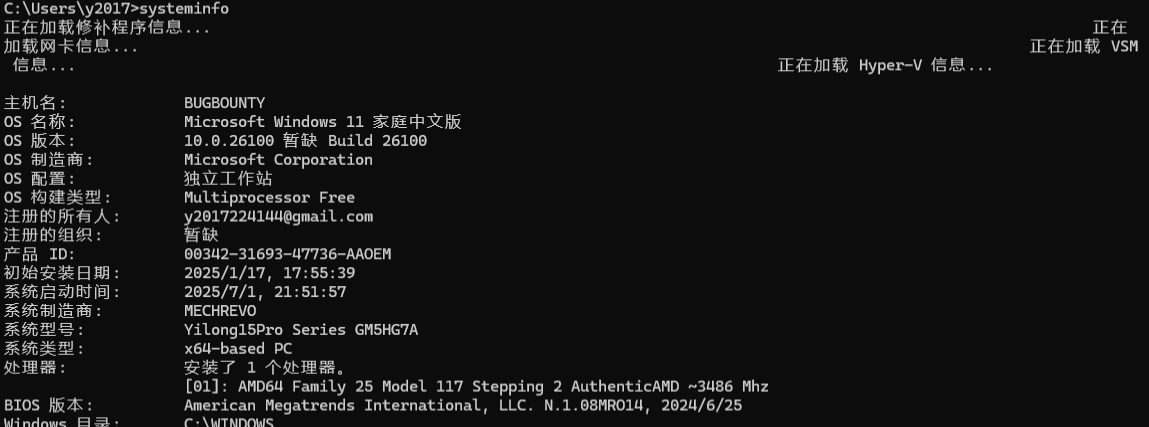 C:\Users\y2017>systeminfo
正在加载修补程序信息... 正在
加载网卡信息... 正在加载 VSM
信息... 正在加载 Hyper-V 信息...
主机名: BUGBOUNTY
OS 名称: Microsoft Windows 11 家庭中文版
OS 版本: 10.0.26100 暂缺 Build 26100
OS 制造商: Microsoft Corporation
OS 配置: 独立工作站
OS 构建类型: Multiprocessor Free
注册的所有人: y2017224144@gmail.com
注册的组织: 暂缺
产品 ID: 00342-31693-47736-AAOEM
初始安装日期: 2025/1/17, 17:55:39
系统启动时间: 2025/7/1, 21:51:57
系统制造商: MECHREVO
系统型号: Yilong15Pro Series GM5HG7A
系统类型: x64-based PC
处理器: 安装了 1 个处理器。
[01]: AMD64 Family 25 Model 117 Stepping 2 AuthenticAMD ~3486 Mhz
BIOS 版本: American Megatrends International, LLC. N.1.08MRO14, 2024/6/25
Windows 目录: C:\WINDOWS